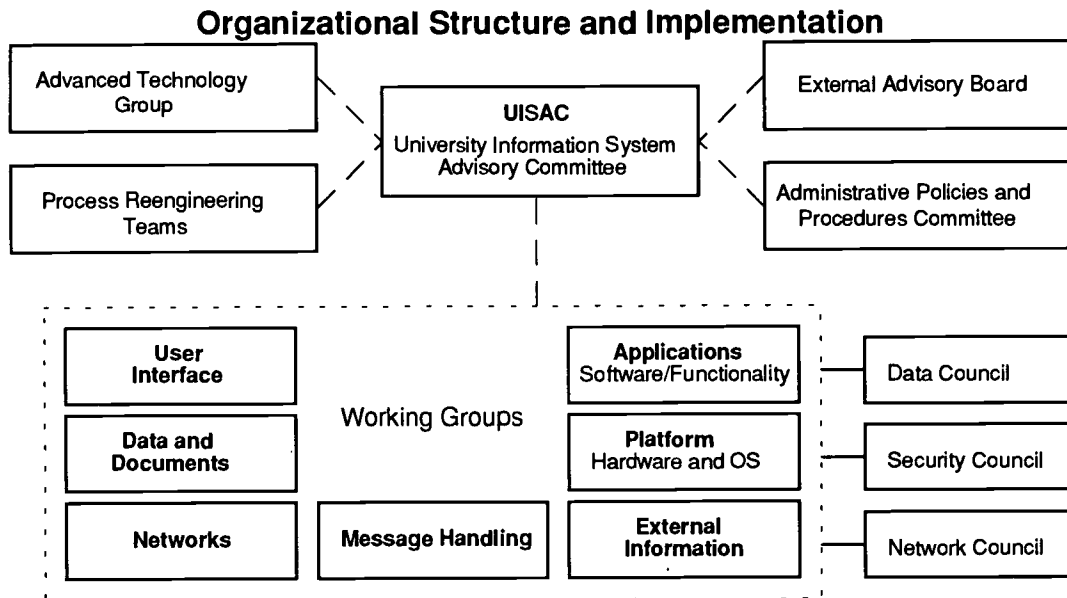 Organizational Structure and Implementation
Advanced Technology
Group
UISAC
University Information System
Advisory Committee
External Advisory Board
Process Reengineering
Teams
Administrative Policies and
Procedures Committee
User
Interface
Applications
Software/Functionality
Data Council
Working Groups
Data and
Documents
Platform
Hardware and OS
Security Council
Networks
Message Handling
External
Information
Network Council